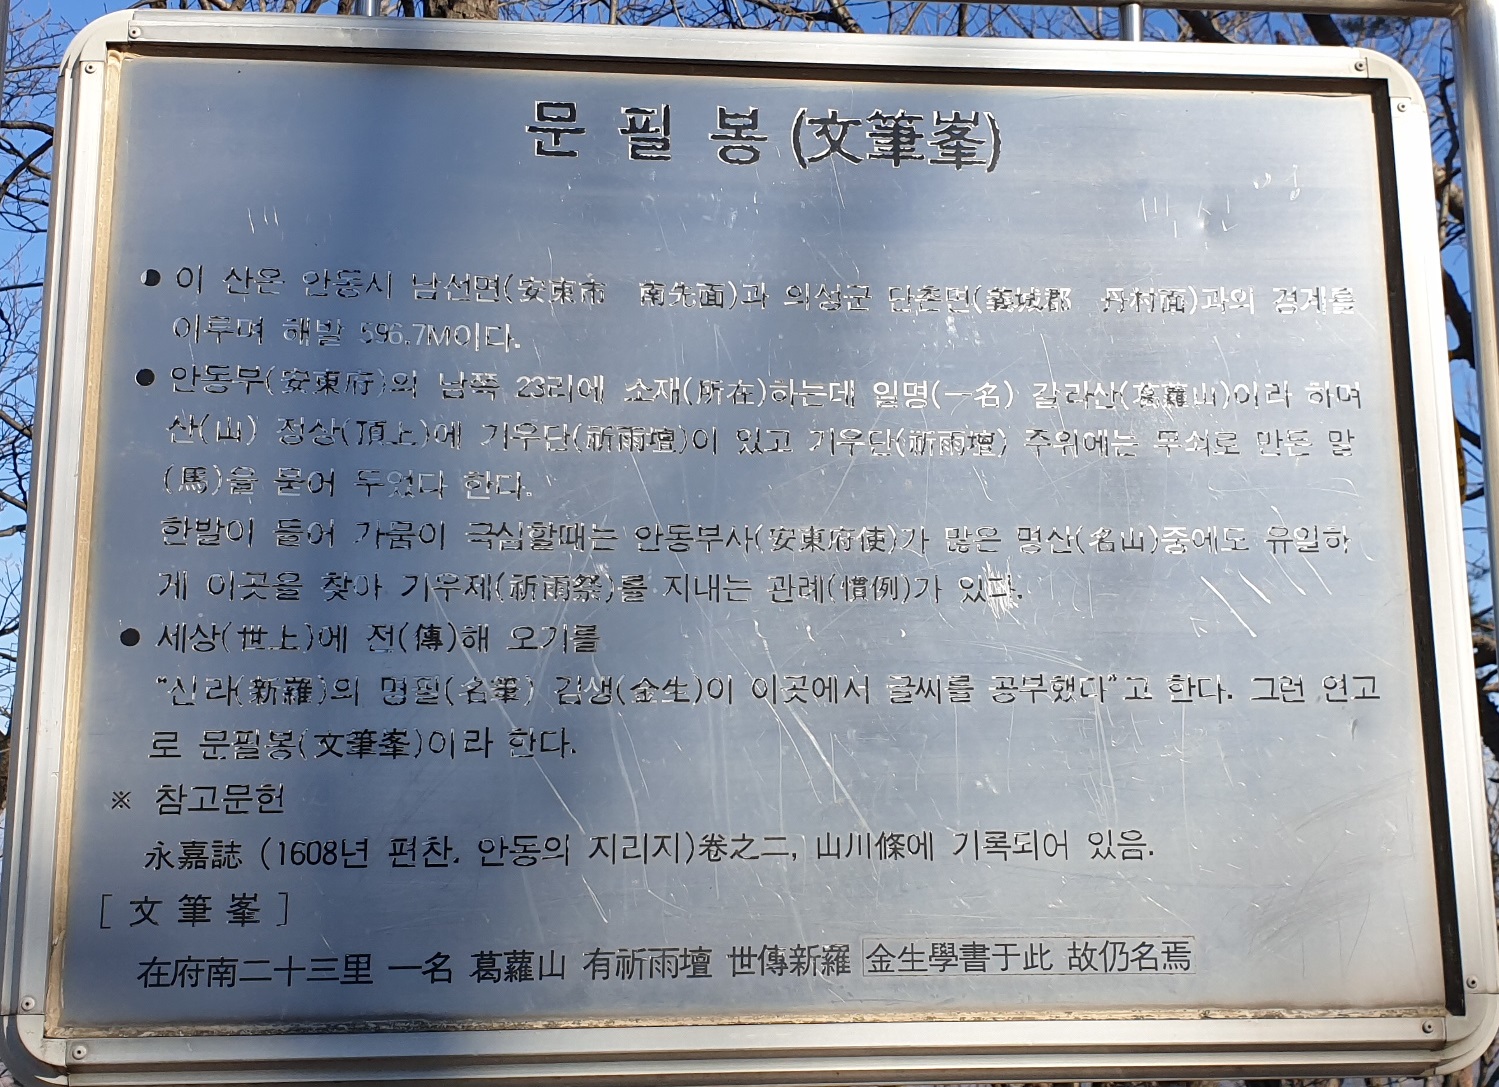 문필봉(文筆峯)
● 이 산은 안동시 남선면(安東市 南先面)과 의성군 단촌면(義城郡 丹村面)과의 경계를
이루며 해발 596.7M이다.
● 안동부(安東府)의 남쪽 23리에 소재(所在)하는데 일명(一名) 갈라산(葛蘿山)이라 하며
산(山) 정상(頂上)에 기우단(祈雨壇)이 있고 기우단(祈雨壇) 주위에는 무쇠로 만든 말
(馬)을 묻어 두었다 한다.
한발이 들어 가뭄이 극심할때는 안동부사(安東府使)가 많은 명산(名山)중에도 유일하
게 이곳을 찾아 기우제(祈雨祭)를 지내는 관례(慣例)가 있다.
● 세상(世上)에 전(傳)해 오기를
"신라(新羅)의 명필(名筆) 김생(金生)이 이곳에서 글씨를 공부했다"고 한다. 그런 연고
로 문필봉(文筆峯)이라 한다.
※ 참고문헌
永嘉誌 (1608년 편찬. 안동의 지리지)卷之二, 山川條에 기록되어 있음.
[ 文筆峯 ]
在府南二十三里 一名 葛蘿山 有祈雨壇 世傳新羅 金生學書于此 故仍名焉